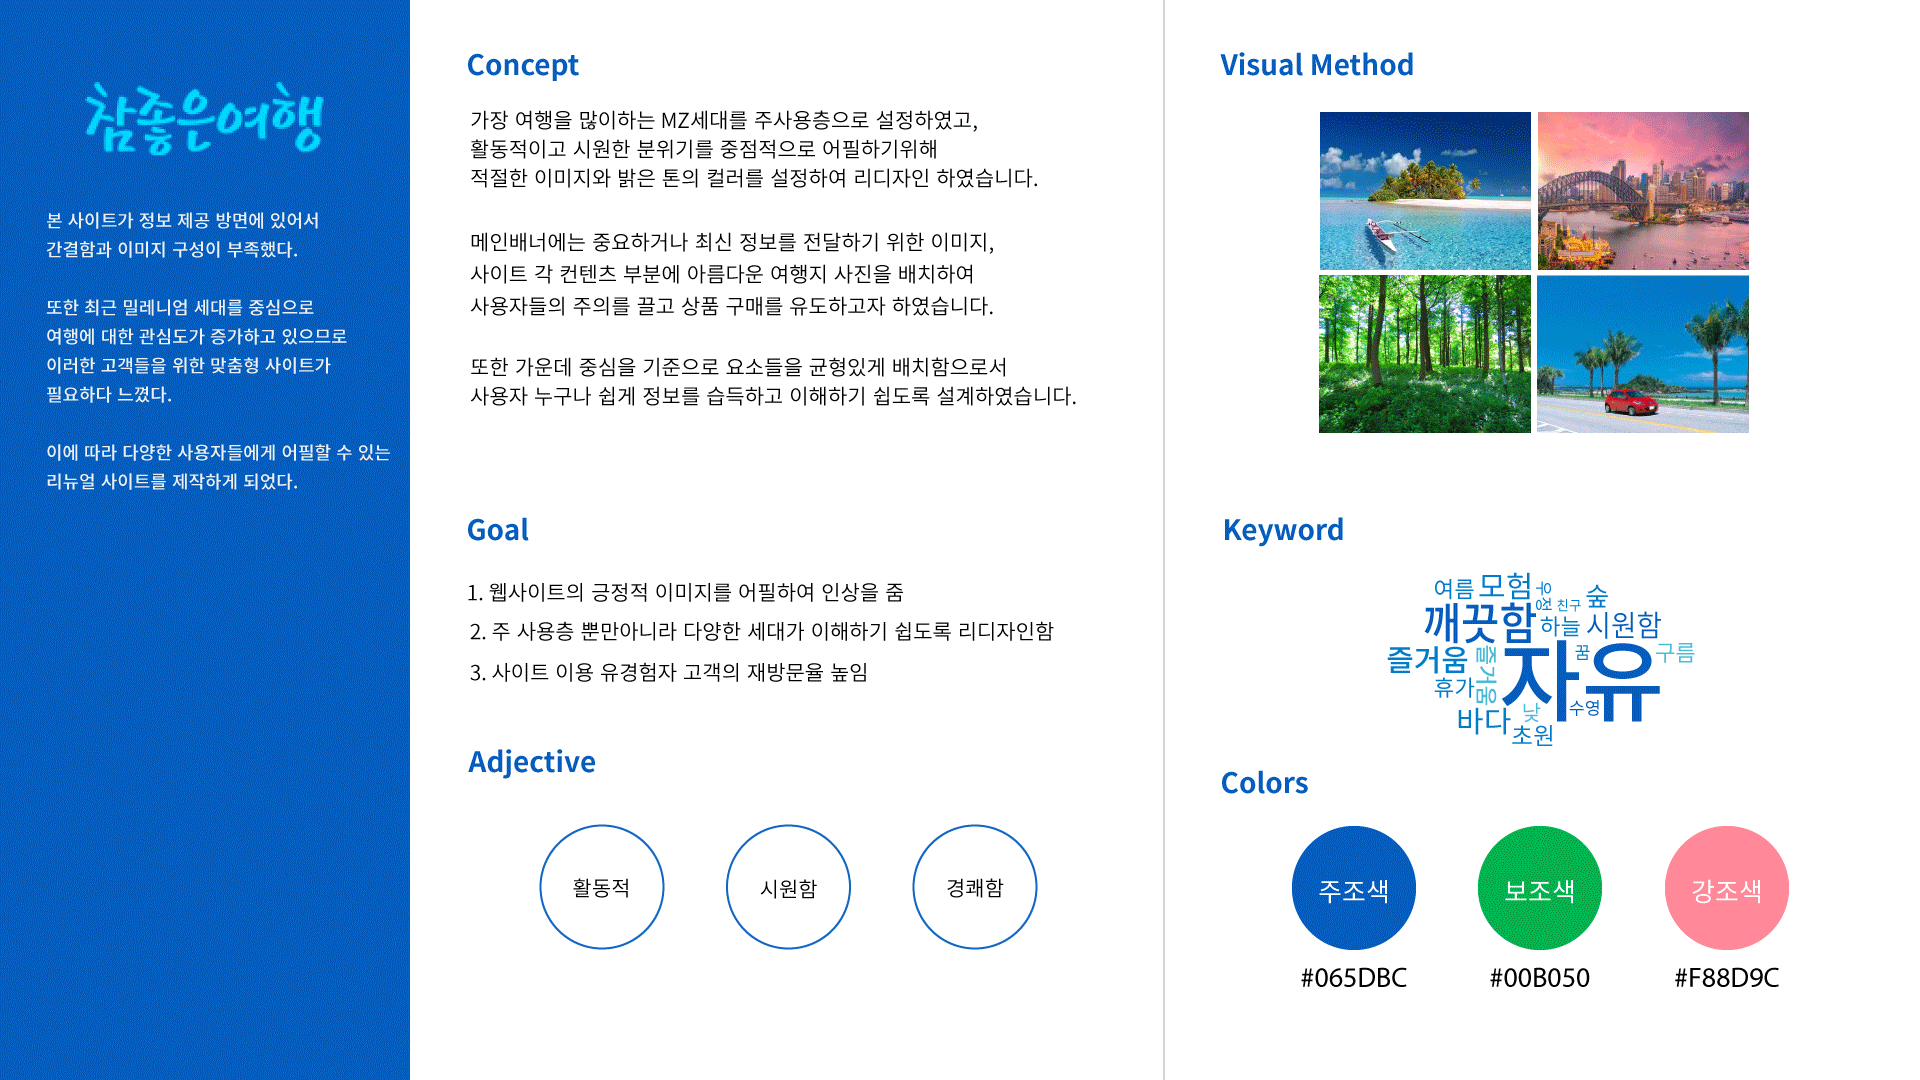 참좋은여행
본 사이트가 정보 제공 방면에 있어서
간결함과 이미지 구성이 부족했다.
또한 최근 밀레니엄 세대를 중심으로
여행에 대한 관심도가 증가하고 있으므로
이러한 고객들을 위한 맞춤형 사이트가
필요하다 느꼈다.
이에 따라 다양한 사용자들에게 어필할 수 있는
리뉴얼 사이트를 제작하게 되었다.
Concept
가장 여행을 많이하는 MZ세대를 주사용층으로 설정하였고,
활동적이고 시원한 분위기를 중점적으로 어필하기위해
적절한 이미지와 밝은 톤의 컬러를 설정하여 리디자인 하였습니다.
메인배너에는 중요하거나 최신 정보를 전달하기 위한 이미지,
사이트 각 컨텐츠 부분에 아름다운 여행지 사진을 배치하여
사용자들의 주의를 끌고 상품 구매를 유도하고자 하였습니다.
또한 가운데 중심을 기준으로 요소들을 균형있게 배치함으로서
사용자 누구나 쉽게 정보를 습득하고 이해하기 쉽도록 설계하였습니다.
Goal
1. 웹사이트의 긍정적 이미지를 어필하여 인상을 줌
2. 주 사용층 뿐만아니라 다양한 세대가 이해하기 쉽도록 리디자인함
3. 사이트 이용 유경험자 고객의 재방문율 높임
Adjective
활동적
시원함
경쾌함
Visual Method
Keyword
여름
모험
우정
친구
숲
깨끗함
하늘
시원함
즐거움
즐거움
자유
꿈
구름
휴가
수영
바다
낮
초원
Colors
주조색
보조색
강조색
#065DBC
#00B050
#F88D9C